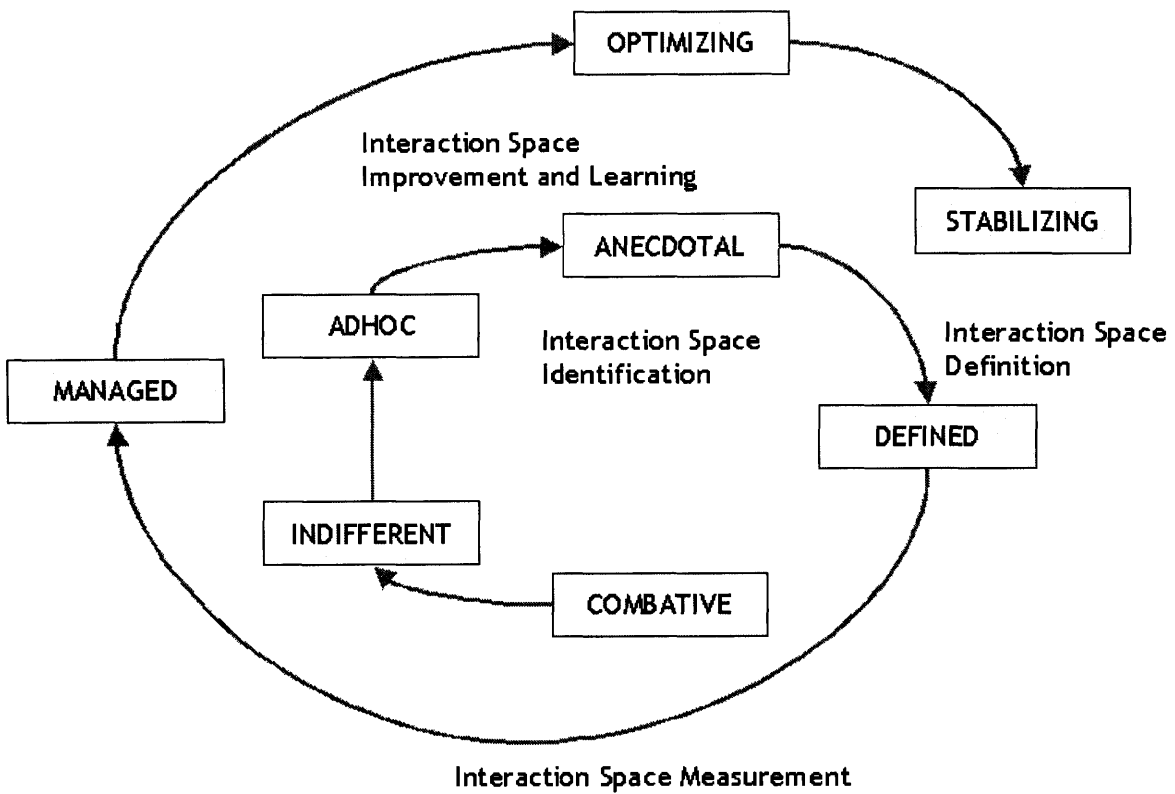 OPTIMIZING
Interaction Space
Improvement and Learning
STABILIZING
ANECDOTAL
ADHOC
Interaction Space
Identification
Interaction Space
Definition
MANAGED
DEFINED
INDIFFERENT
COMBATIVE
Interaction Space Measurement